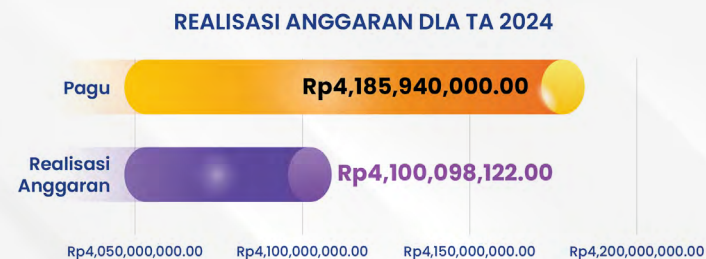 REALISASI ANGGARAN DLA TA 2024
Pagu
Rp4,185,940,000.00
Realisasi
Anggaran
Rp4,100,098,122.00
Rp4,050,000,000.00 Rp4,100,000,000.00 Rp4,150,000,000.00 Rp4,200,000,000.00